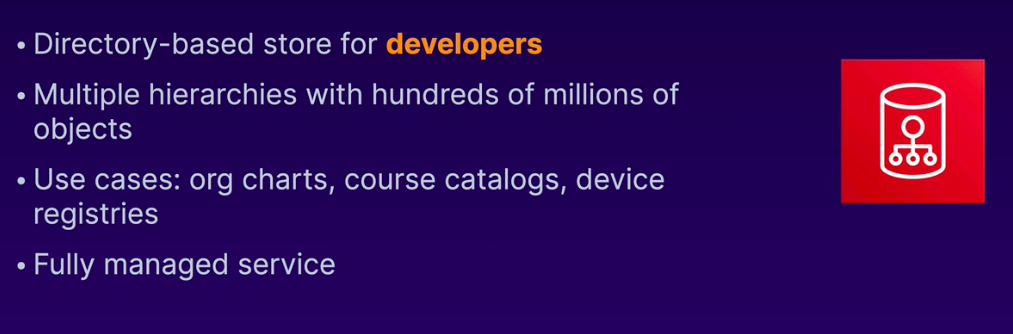 • Directory-based store for developers
• Multiple hierarchies with hundreds of millions of
objects
• Use cases: org charts, course catalogs, device
registries
• Fully managed service